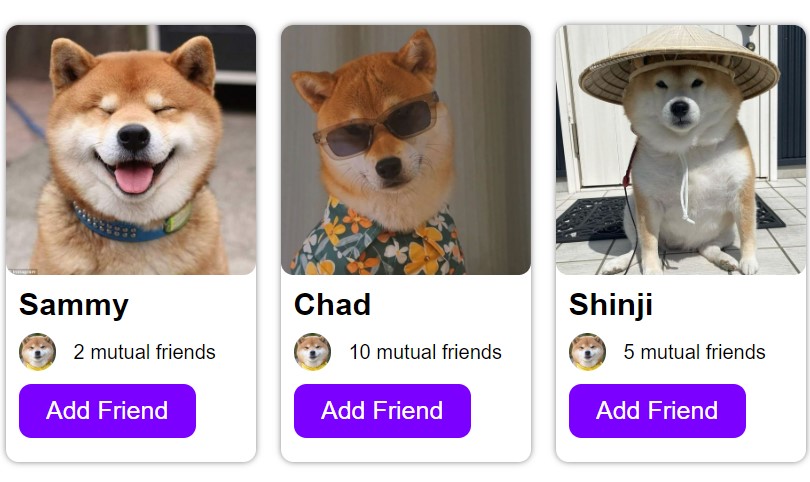 Sammy
2 mutual friends
Add Friend
Chad
10 mutual friends
Add Friend
Shinji
5 mutual friends
Add Friend